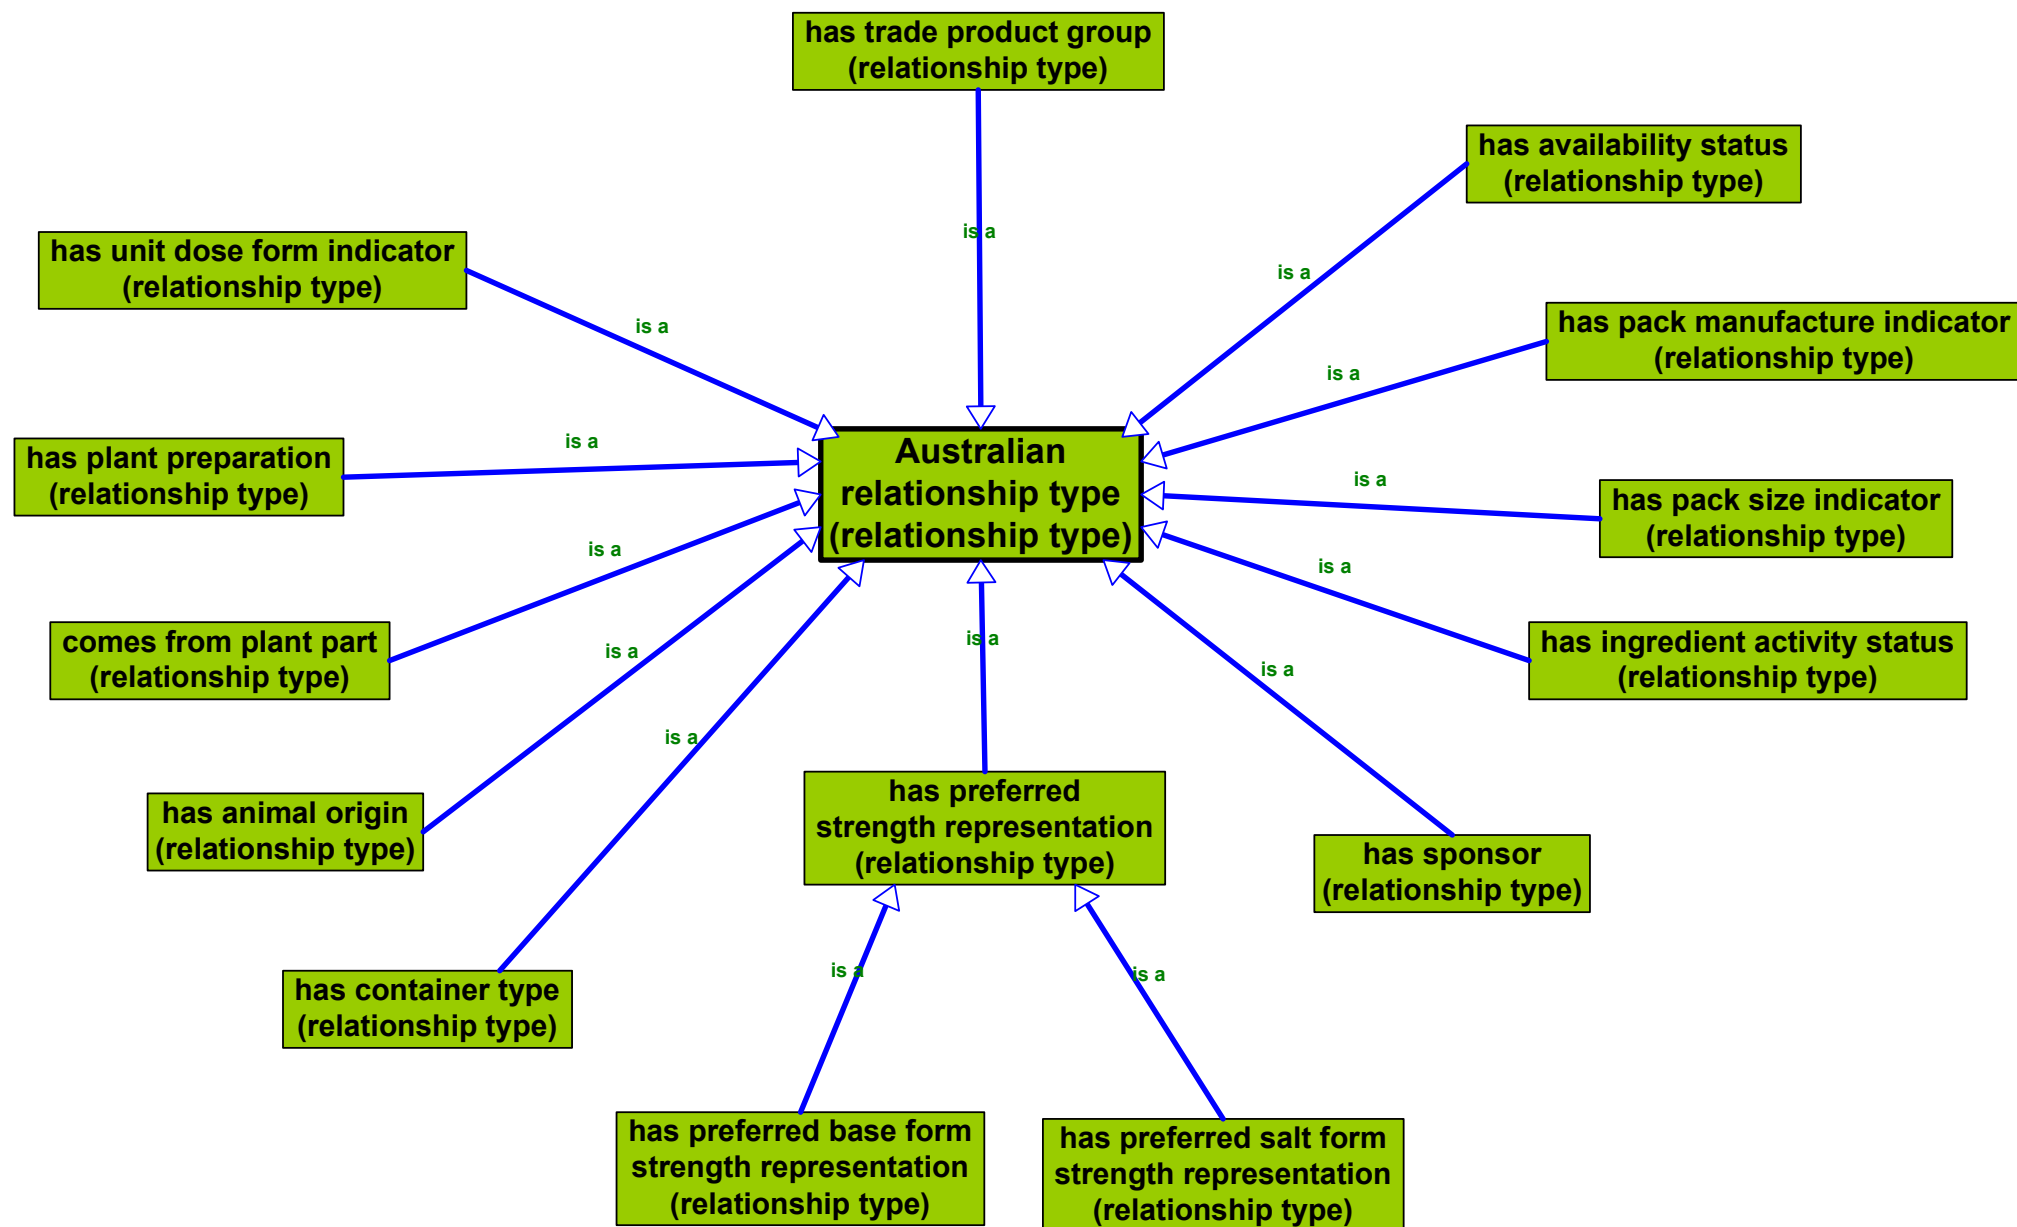 has trade product group
(relationship type)
has availability status
(relationship type)
is a
has unit dose form indicator
(relationship type)
is a
is a
has pack manufacture indicator
(relationship type)
is a
has plant preparation
(relationship type)
is a
Australian
relationship type
(relationship type)
is a
has pack size indicator
(relationship type)
comes from plant part
(relationship type)
is a
is a
has ingredient activity status
(relationship type)
is a
is a
is a
is a
has animal origin
(relationship type)
has preferred
strength representation
(relationship type)
has sponsor
(relationship type)
has container type
(relationship type)
is a
is a
has preferred base form
strength representation
(relationship type)
has preferred salt form
strength representation
(relationship type)